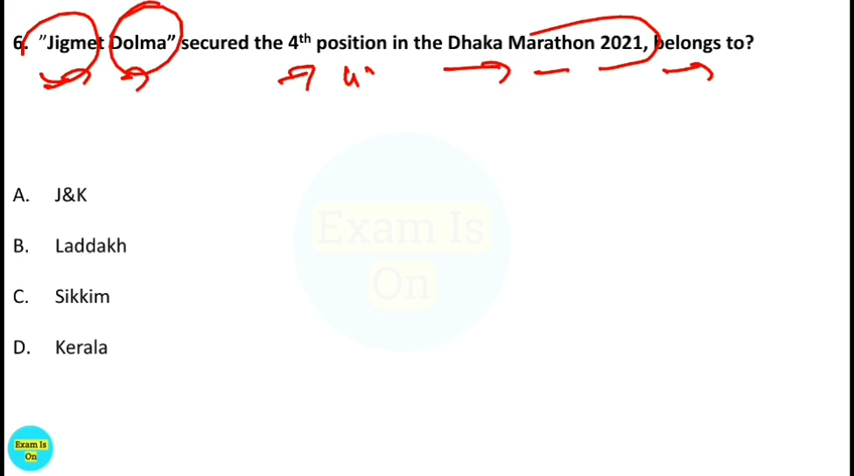 6. ”Jigmet Dolma” secured the 4th position in the Dhaka Marathon 2021, belongs to?
A. J&K
Exam Is
B. Laddakh
On
C. Sikkim
D. Kerala
Exam Is
On